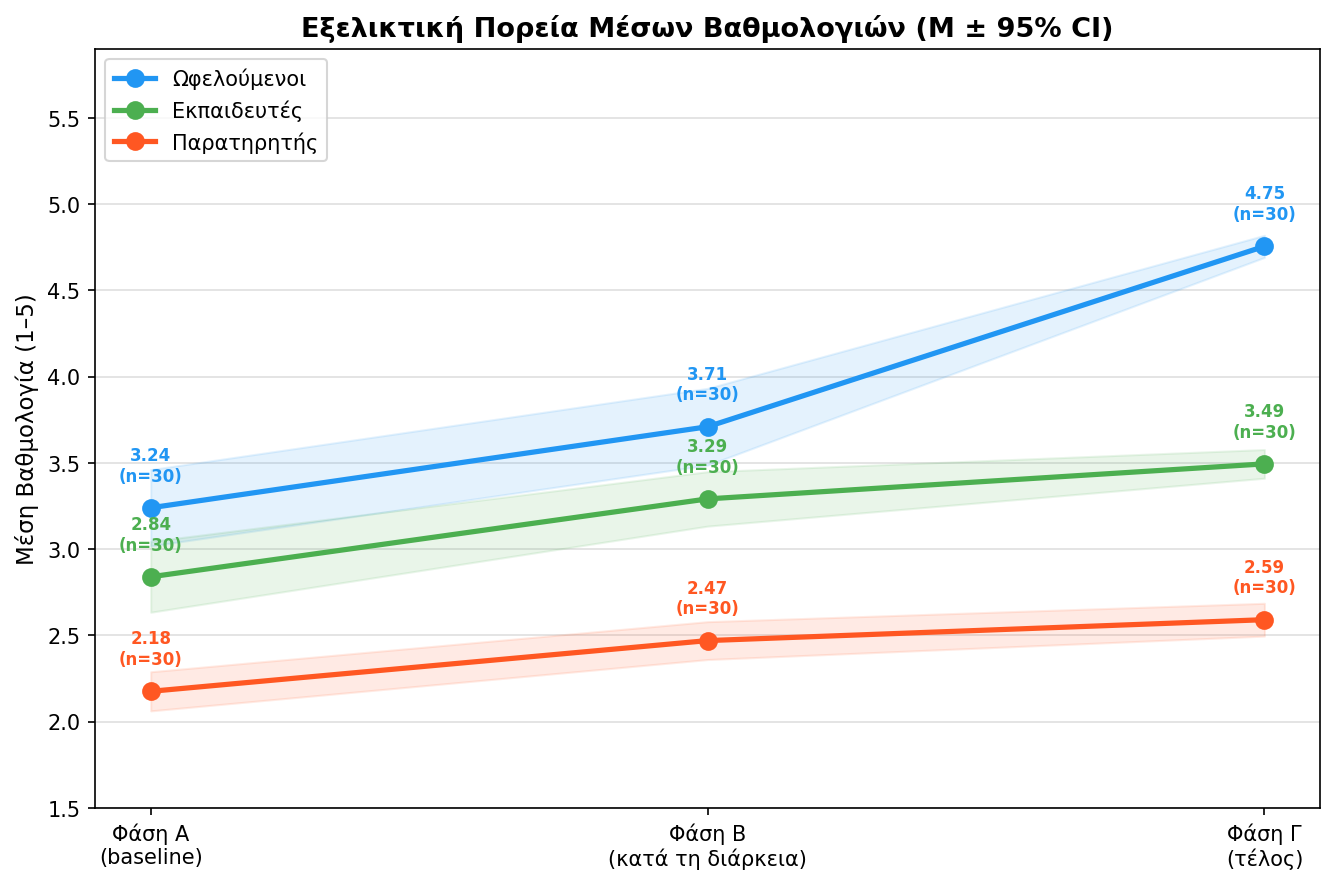 Εξελικτική Πορεία Μέσων Βαθμολογιών (M ± 95% CI)
Ωφελούμενοι
Εκπαιδευτές
Παρατηρητής
Μέση Βαθμολογία (1–5)
5.5
5.0
4.5
4.0
3.5
3.0
2.5
2.0
1.5
3.24
(n=30)
2.84
(n=30)
2.18
(n=30)
3.71
(n=30)
3.29
(n=30)
2.47
(n=30)
4.75
(n=30)
3.49
(n=30)
2.59
(n=30)
Φάση Α
(baseline)
Φάση Β
(κατά τη διάρκεια)
Φάση Γ
(τέλος)